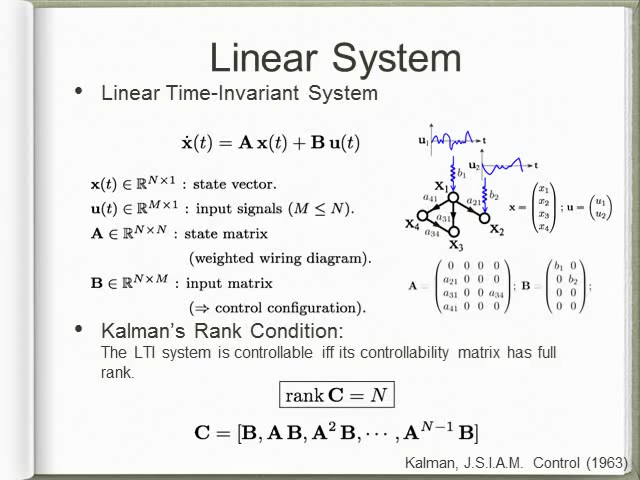 Linear System
• Linear Time-Invariant System
ẋ(t) = A x(t) + B u(t)
x(t) ∈ ℝ^{N×1} : state vector.
u(t) ∈ ℝ^{M×1} : input signals (M ≤ N).
A ∈ ℝ^{N×N} : state matrix
(weighted wiring diagram).
B ∈ ℝ^{N×M} : input matrix
(⇒ control configuration).
u₁ t
u₂ t
b₁
b₂
x₁
a₄₁ a₂₁
a₃₁
x₄ x₂
a₃₄
x₃
x = (x₁ x₂ x₃ x₄) ; u = (u₁ u₂)
A = (0 0 0 0
a₂₁ 0 0 0
a₃₁ 0 0 a₃₄
a₄₁ 0 0 0) ;
B = (b₁ 0
0 b₂
0 0
0 0) ;
• Kalman's Rank Condition:
The LTI system is controllable iff its controllability matrix has full
rank.
rank C = N
C = [B, A B, A² B, ⋯ , A^{N−1} B]
Kalman, J.S.I.A.M. Control (1963)